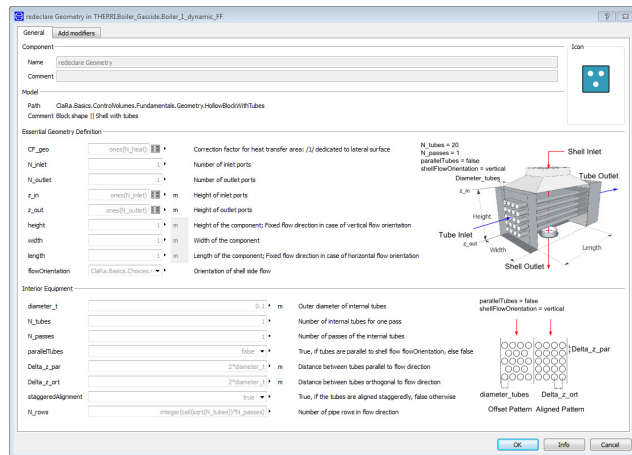 redeclare Geometry in THERRI.Boiler_Gasside.Boiler_1_dynamic_FF
General Add modifiers
Component
Icon
Name redeclare Geometry
Comment
Model
Path ClaRa.Basics.ControlVolumes.Fundamentals.Geometry.HollowBlockWithTubes
Comment Block shape || Shell with tubes
Essential Geometry Definition
CF_geo ones(N_heat) Correction factor for heat transfer area: /1/ dedicated to lateral surface
N_inlet 1 Number of inlet ports
N_outlet 1 Number of outlet ports
z_in ones(N_inlet) m Height of inlet ports
z_out ones(N_outlet) m Height of outlet ports
height 1 m Height of the component; Fixed flow direction in case of vertical flow orientation
width 1 m Width of the component
length 1 m Length of the component; Fixed flow direction in case of horizontal flow orientation
flowOrientation ClaRa.Basics.Choices. Orientation of shell side flow
N_tubes = 20
N_passes = 1
parallelTubes = false
shellFlowOrientation = vertical
Diameter_tubes
Shell Inlet
Tube Outlet
z_in
Height
Tube Inlet
z_out
Width
Length
Shell Outlet
Interior Equipment
diameter_t 0.1 m Outer diameter of internal tubes
N_tubes 1 Number of internal tubes for one pass
N_passes 1 Number of passes of the internal tubes
parallelTubes false True, if tubes are parallel to shell flow flowOrientation, else false
Delta_z_par 2*diameter_t m Distance between tubes parallel to flow direction
Delta_z_ort 2*diameter_t m Distance between tubes orthogonal to flow direction
staggeredAlignment true True, if the tubes are aligned staggeredly, false otherwise
N_rows integer(ceil(sqrt(N_tubes))*N_passes) Number of pipe rows in flow direction
parallelTubes = false
shellFlowOrientation = vertical
Delta_z_par
diameter_tubes Delta_z_ort
Offset Pattern Aligned Pattern
OK Info Cancel